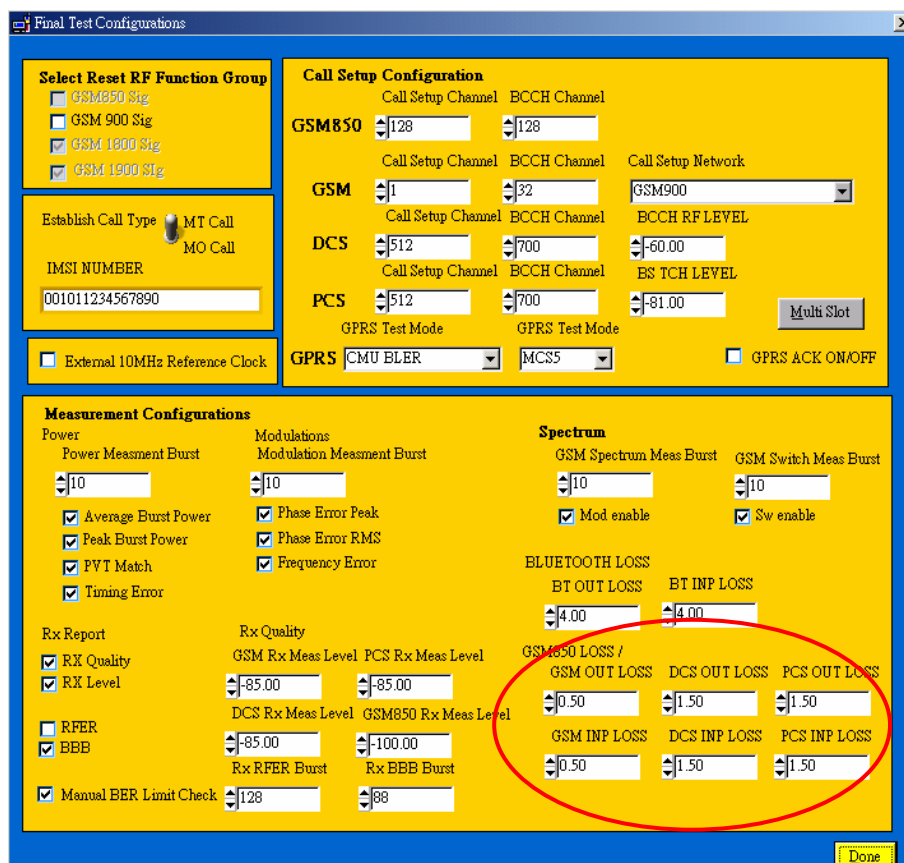 Final Test Configurations
Select Reset RF Function Group
GSM850 Sig
GSM 900 Sig
GSM 1800 Sig
GSM 1900 SIg
Establish Call Type
MT Call
MO Call
IMSI NUMBER
001011234567890
External 10MHz Reference Clock
Call Setup Configuration
Call Setup Channel BCCH Channel
GSM850 128 128
Call Setup Channel BCCH Channel Call Setup Network
GSM 1 32 GSM900
Call Setup Channel BCCH Channel BCCH RF LEVEL
DCS 512 700 -60.00
Call Setup Channel BCCH Channel BS TCH LEVEL
PCS 512 700 -81.00
Multi Slot
GPRS Test Mode GPRS Test Mode
GPRS CMU BLER MCS5 GPRS ACK ON/OFF
Measurement Configurations
Power
Power Measment Burst
10
Average Burst Power
Peak Burst Power
PVT Match
Timing Error
Modulations
Modulation Measment Burst
10
Phase Error Peak
Phase Error RMS
Frequency Error
Spectrum
GSM Spectrum Meas Burst GSM Switch Meas Burst
10 10
Mod enable Sw enable
BLUETOOTH LOSS
BT OUT LOSS BT INP LOSS
4.00 4.00
Rx Report
RX Quality
RX Level
RFER
BBB
Manual BER Limit Check
Rx Quality
GSM Rx Meas Level PCS Rx Meas Level
-85.00 -85.00
DCS Rx Meas Level GSM850 Rx Meas Level
-85.00 -100.00
Rx RFER Burst Rx BBB Burst
128 88
GSM850 LOSS /
GSM OUT LOSS DCS OUT LOSS PCS OUT LOSS
0.50 1.50 1.50
GSM INP LOSS DCS INP LOSS PCS INP LOSS
0.50 1.50 1.50
Done